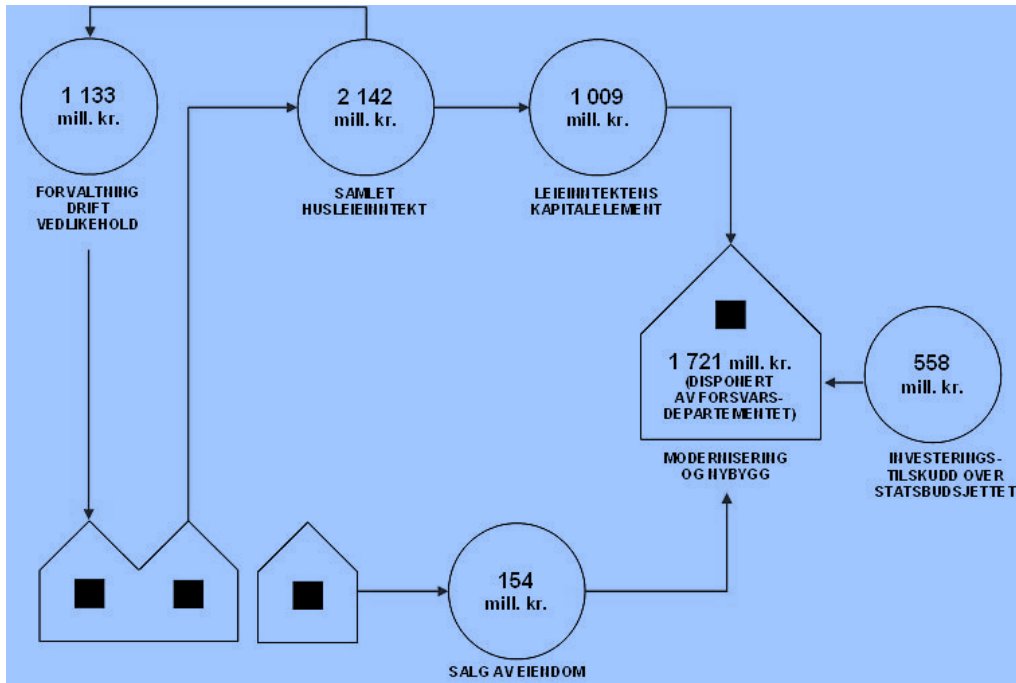 1 133
mill. kr.
FORVALTNING
DRIFT
VEDLIKEHOLD
2 142
mill. kr.
SAMLET
HUSLEIEINNTEKT
1 009
mill. kr.
LEIEINNTEKTENS
KAPITALELEMENT
1 721 mill. kr.
(DISPONERT
AV FORSVARS-
DEPARTEMENTET)
MODERNISERING
OG NYBYGG
558
mill. kr.
INVESTERINGS-
TILSKUDD OVER
STATSBUDSJETTET
154
mill. kr.
SALG AV EIENDOM